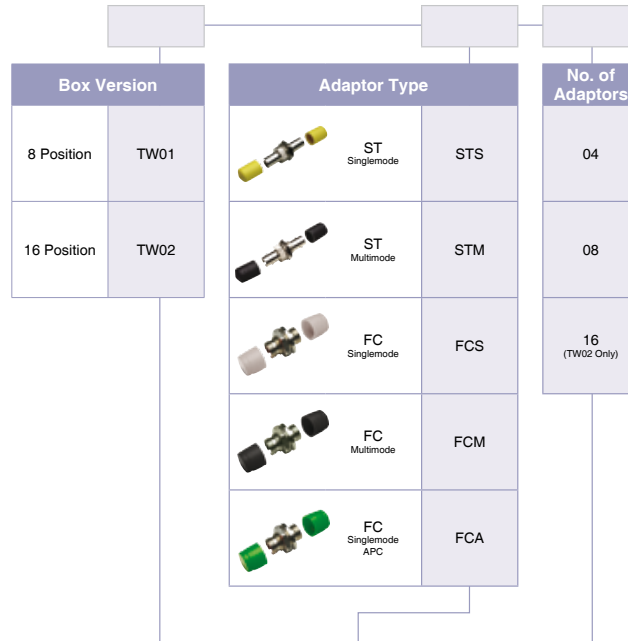 Box Version
8 Position TW01
16 Position TW02
Adaptor Type
ST
Singlemode
STS
ST
Multimode
STM
FC
Singlemode
FCS
FC
Multimode
FCM
FC
Singlemode
APC
FCA
No. of
Adaptors
04
08
16
(TW02 Only)